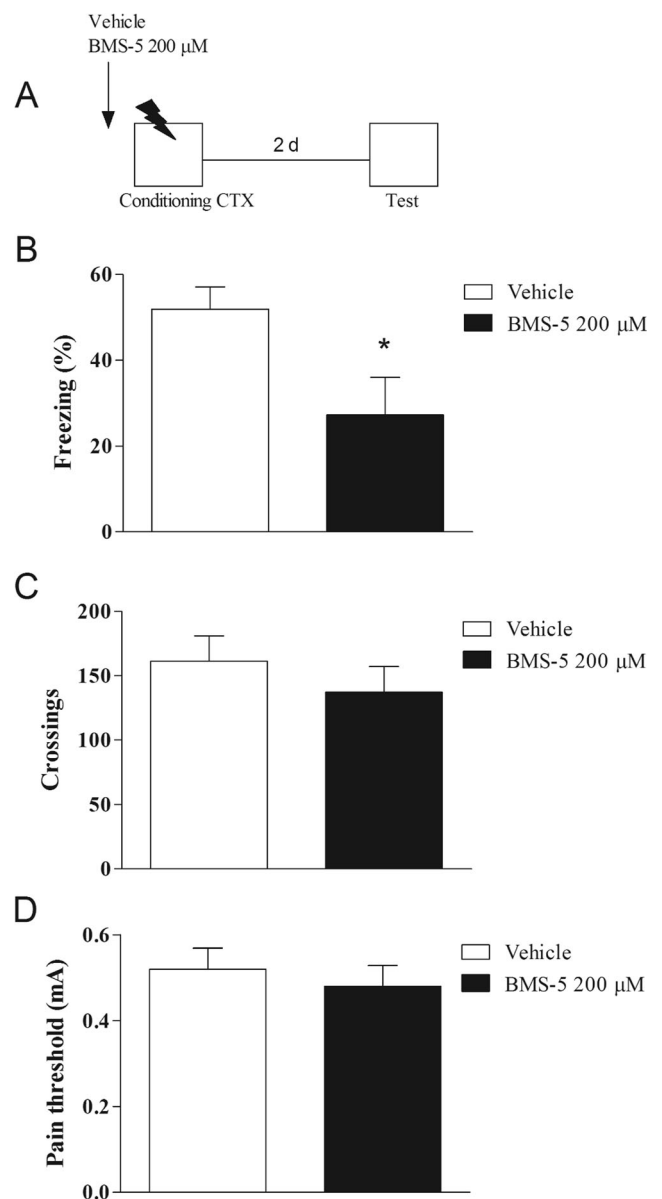 Vehicle
BMS-5 200 µM
A
2 d
Conditioning CTX
Test
B
60
40
20
0
Freezing (%)
*
Vehicle
BMS-5 200 µM
C
200
150
100
50
0
Crossings
Vehicle
BMS-5 200 µM
D
0.6
0.4
0.2
0.0
Pain threshold (mA)
Vehicle
BMS-5 200 µM